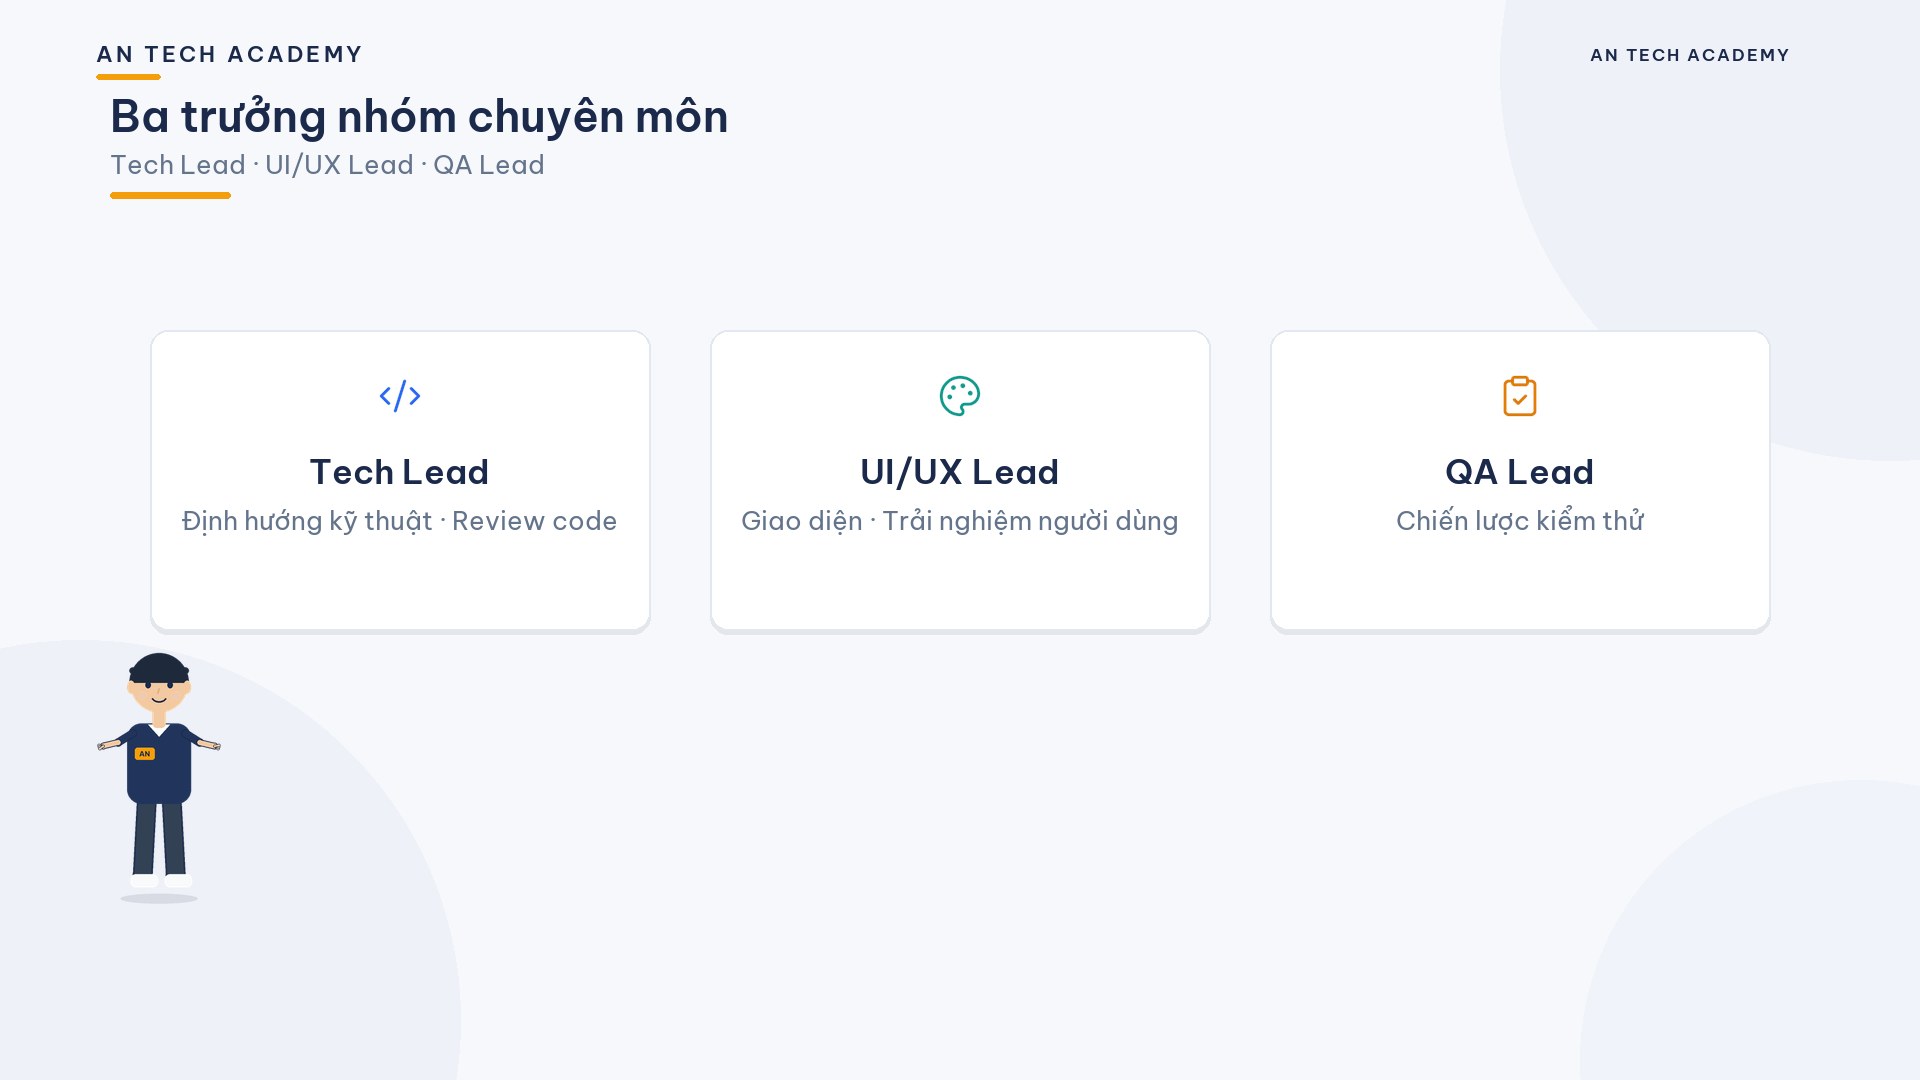 AN TECH ACADEMY
AN TECH ACADEMY
Ba trưởng nhóm chuyên môn
Tech Lead · UI/UX Lead · QA Lead
Tech Lead
Định hướng kỹ thuật · Review code
UI/UX Lead
Giao diện · Trải nghiệm người dùng
QA Lead
Chiến lược kiểm thử
AN